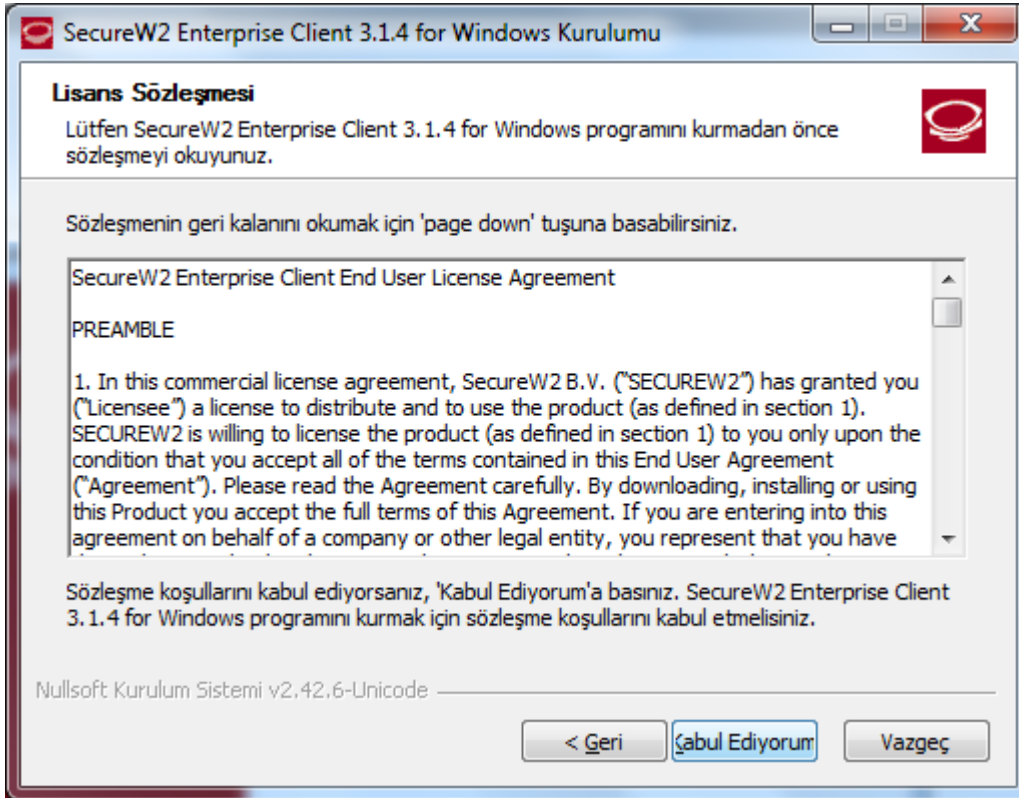 SecureW2 Enterprise Client 3.1.4 for Windows Kurulumu
Lisans Sözleşmesi
Lütfen SecureW2 Enterprise Client 3.1.4 for Windows programını kurmadan önce
sözleşmeyi okuyunuz.
Sözleşmenin geri kalanını okumak için 'page down' tuşuna basabilirsiniz.
SecureW2 Enterprise Client End User License Agreement
PREAMBLE
1. In this commercial license agreement, SecureW2 B.V. (“SECUREW2”) has granted you
(“Licensee”) a license to distribute and to use the product (as defined in section 1).
SECUREW2 is willing to license the product (as defined in section 1) to you only upon the
condition that you accept all of the terms contained in this End User Agreement
(“Agreement”). Please read the Agreement carefully. By downloading, installing or using
this Product you accept the full terms of this Agreement. If you are entering into this
agreement on behalf of a company or other legal entity, you represent that you have
Sözleşme koşullarını kabul ediyorsanız, 'Kabul Ediyorum'a basınız. SecureW2 Enterprise Client
3.1.4 for Windows programını kurmak için sözleşme koşullarını kabul etmelisiniz.
Nullsoft Kurulum Sistemi v2.42.6-Unicode
< Geri
Kabul Ediyorum
Vazgeç